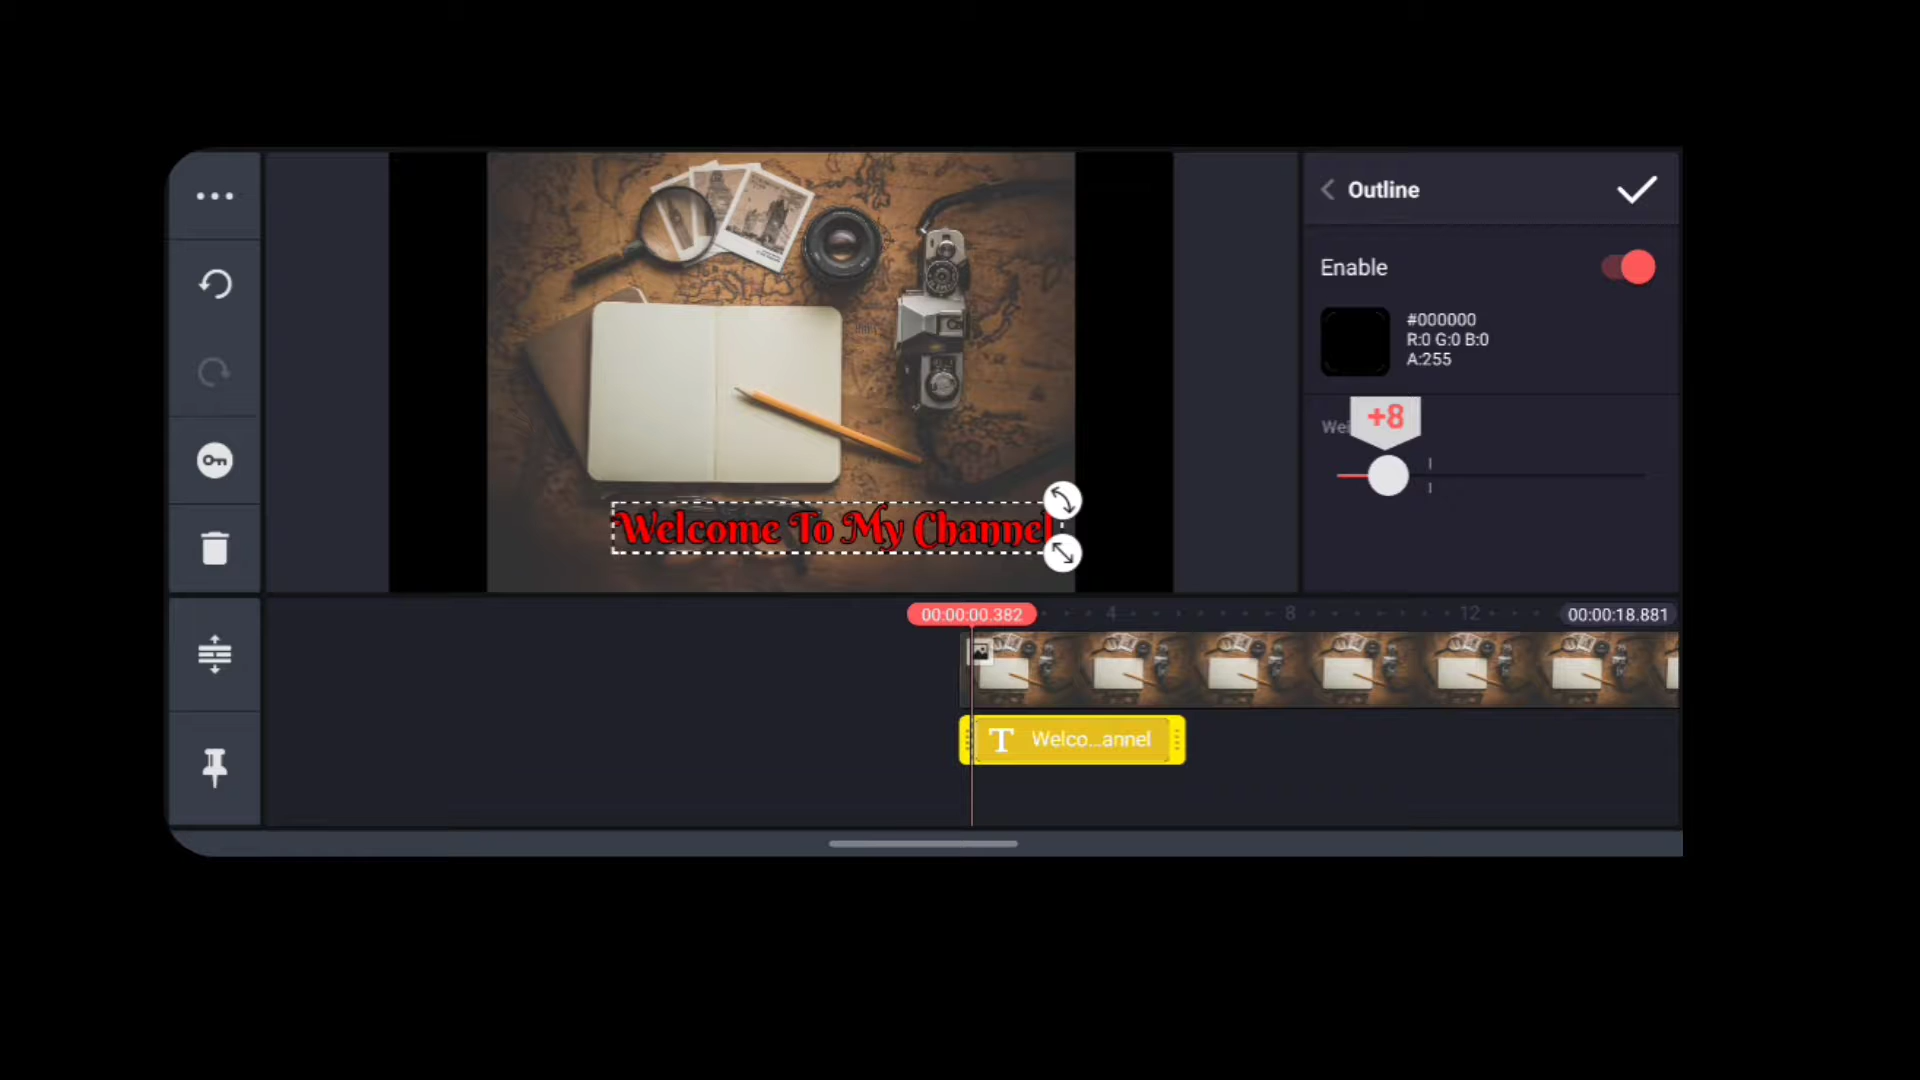 Outline
Enable
#000000
R:0 G:0 B:0
A:255
+8
Welcome To My Channel
00:00:00.382
4
8
12
00:00:18.881
T Welco...annel